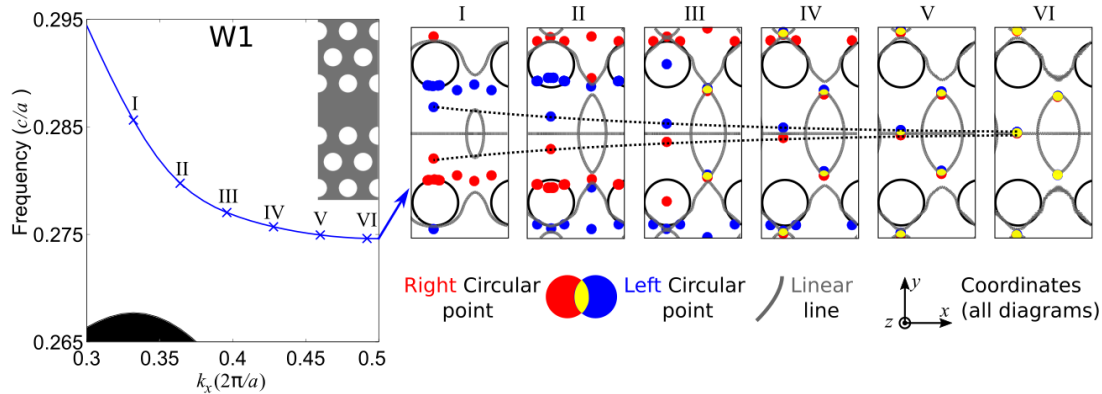 W1
Frequency (c/a)
0.295
0.285
0.275
0.265
I
II
III
IV
V
VI
0.3
0.35
0.4
0.45
0.5
kₓ(2π/a)
I
II
III
IV
V
VI
Right Circular
point
Left Circular
point
Linear
line
y
z
x
Coordinates
(all diagrams)